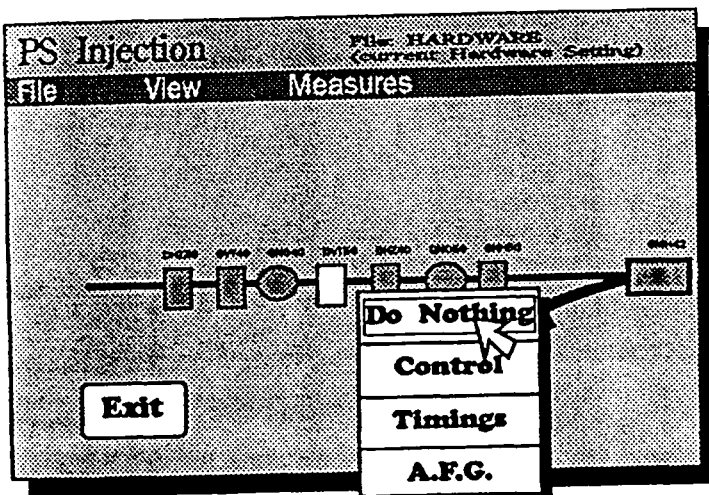 PS Injection
File: HARDWARE
(current Hardware Setting)
File View Measures
Do Nothing
Control
Timings
A.F.G.
Exit